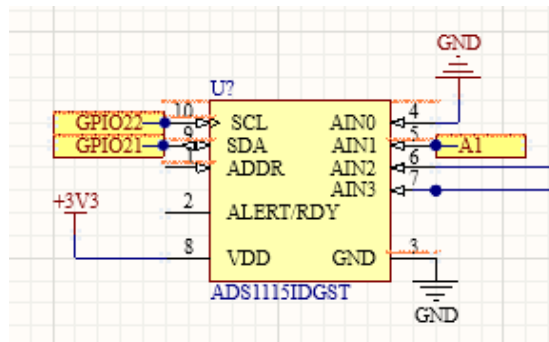 GND
U?
GPIO22 10 SCL AIN0 4
GPIO21 9 SDA AIN1 5 A1
1 ADDR AIN2 6
AIN3 7
+3V3 2 ALERT/RDY
8 VDD GND 3
ADS1115IDGST
GND